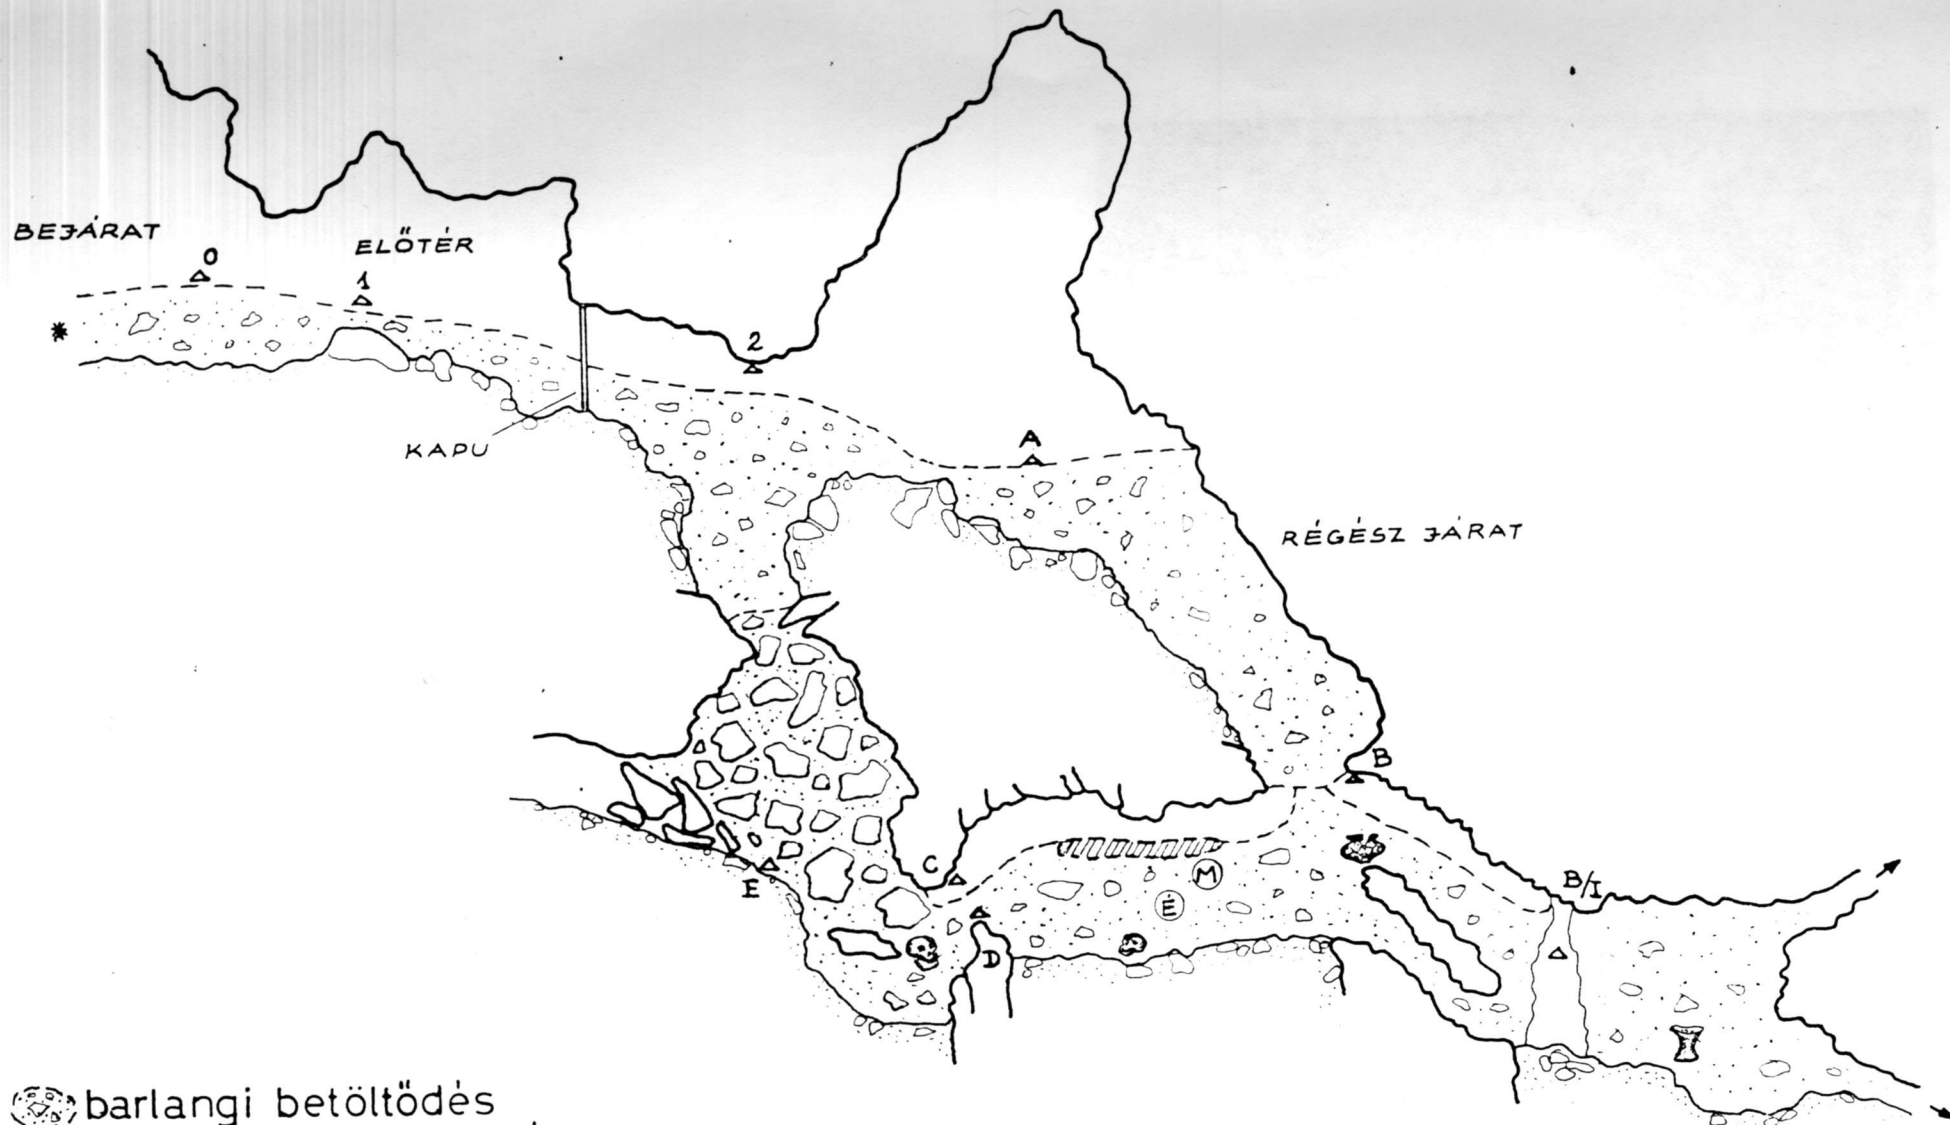 BEJÁRAT
0
ELŐTÉR
1
2
KAPU
A
RÉGÉSZ JÁRAT
B
C
M
É
B/I
E
D
barlangi betöltődés